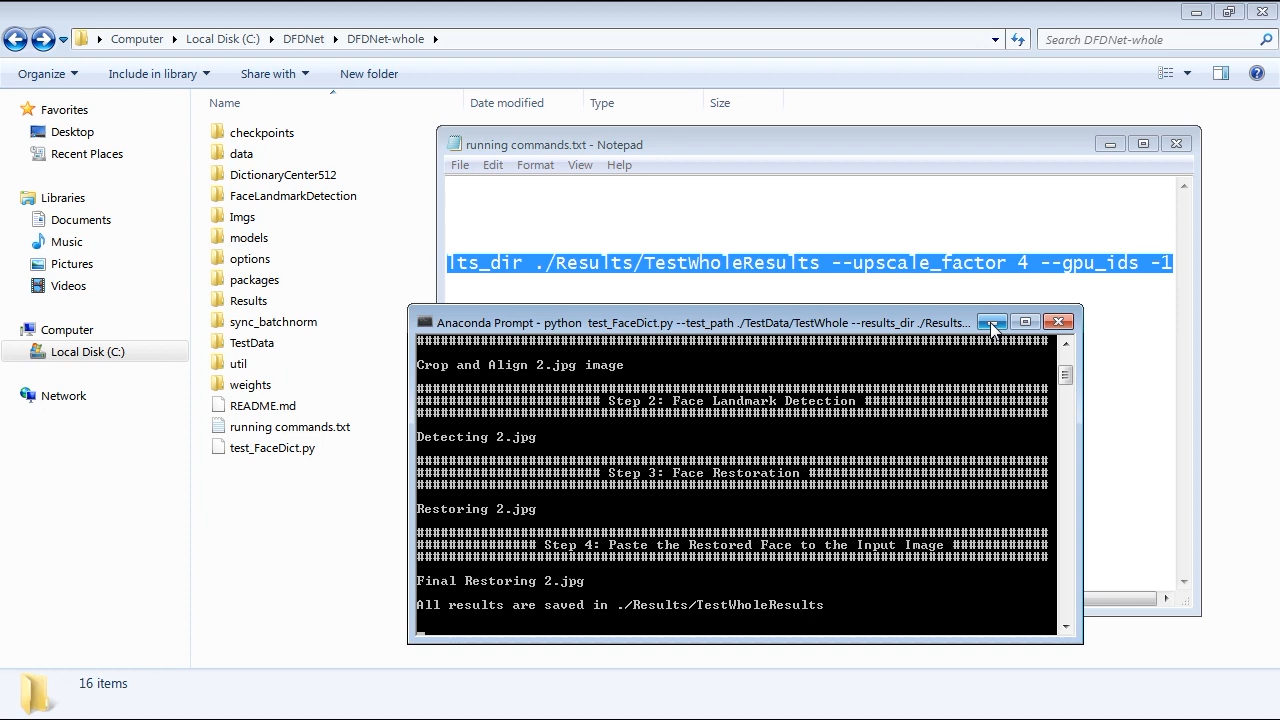 Computer Local Disk (C:) DFDNet DFDNet-whole
Search DFDNet-whole
Organize Include in library Share with New folder
Favorites
Desktop
Recent Places
Libraries
Documents
Music
Pictures
Videos
Computer
Local Disk (C:)
Network
Name Date modified Type Size
checkpoints
data
DictionaryCenter512
FaceLandmarkDetection
Imgs
models
options
packages
Results
sync_batchnorm
TestData
util
weights
README.md
running commands.txt
test_FaceDict.py
running commands.txt - Notepad
File Edit Format View Help
lts_dir ./Results/TestWholeResults --upscale_factor 4 --gpu_ids -1
Anaconda Prompt - python test_FaceDict.py --test_path ./TestData/TestWhole --results_dir ./Results...
###############################################################################
Crop and Align 2.jpg image
###############################################################################
####################### Step 2: Face Landmark Detection #######################
###############################################################################
Detecting 2.jpg
###############################################################################
####################### Step 3: Face Restoration ##############################
###############################################################################
Restoring 2.jpg
###############################################################################
############### Step 4: Paste the Restored Face to the Input Image ############
###############################################################################
Final Restoring 2.jpg
All results are saved in ./Results/TestWholeResults
16 items